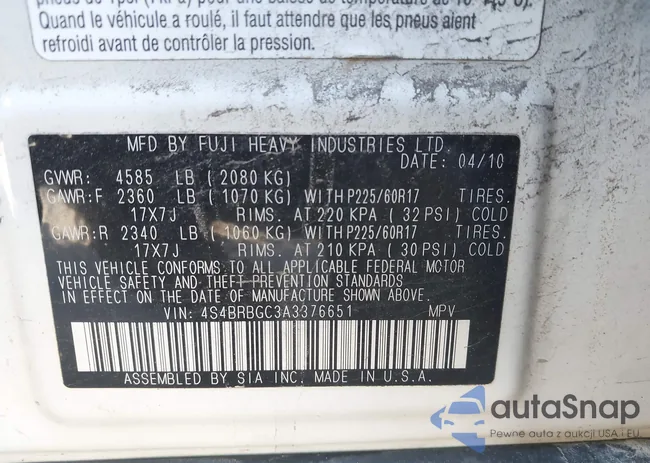 Quand le véhicule a roulé, il faut attendre que les pneus aient
refroidi avant de contrôler la pression.
MFD BY FUJI HEAVY INDUSTRIES LTD.
DATE: 04/10
GVWR: 4585 LB ( 2080 KG)
GAWR:F 2360 LB ( 1070 KG) WITH P225/60R17 TIRES.
17X7J RIMS. AT 220 KPA ( 32 PSI) COLD
GAWR:R 2340 LB ( 1060 KG) WITH P225/60R17 TIRES.
17X7J RIMS. AT 210 KPA ( 30 PSI) COLD
THIS VEHICLE CONFORMS TO ALL APPLICABLE FEDERAL MOTOR
VEHICLE SAFETY AND THEFT PREVENTION STANDARDS
IN EFFECT ON THE DATE OF MANUFACTURE SHOWN ABOVE.
VIN: 4S4BRBGC3A3376651 MPV
ASSEMBLED BY SIA INC. MADE IN U.S.A.
autaSnap
Pewne auta z aukcji USA i EU